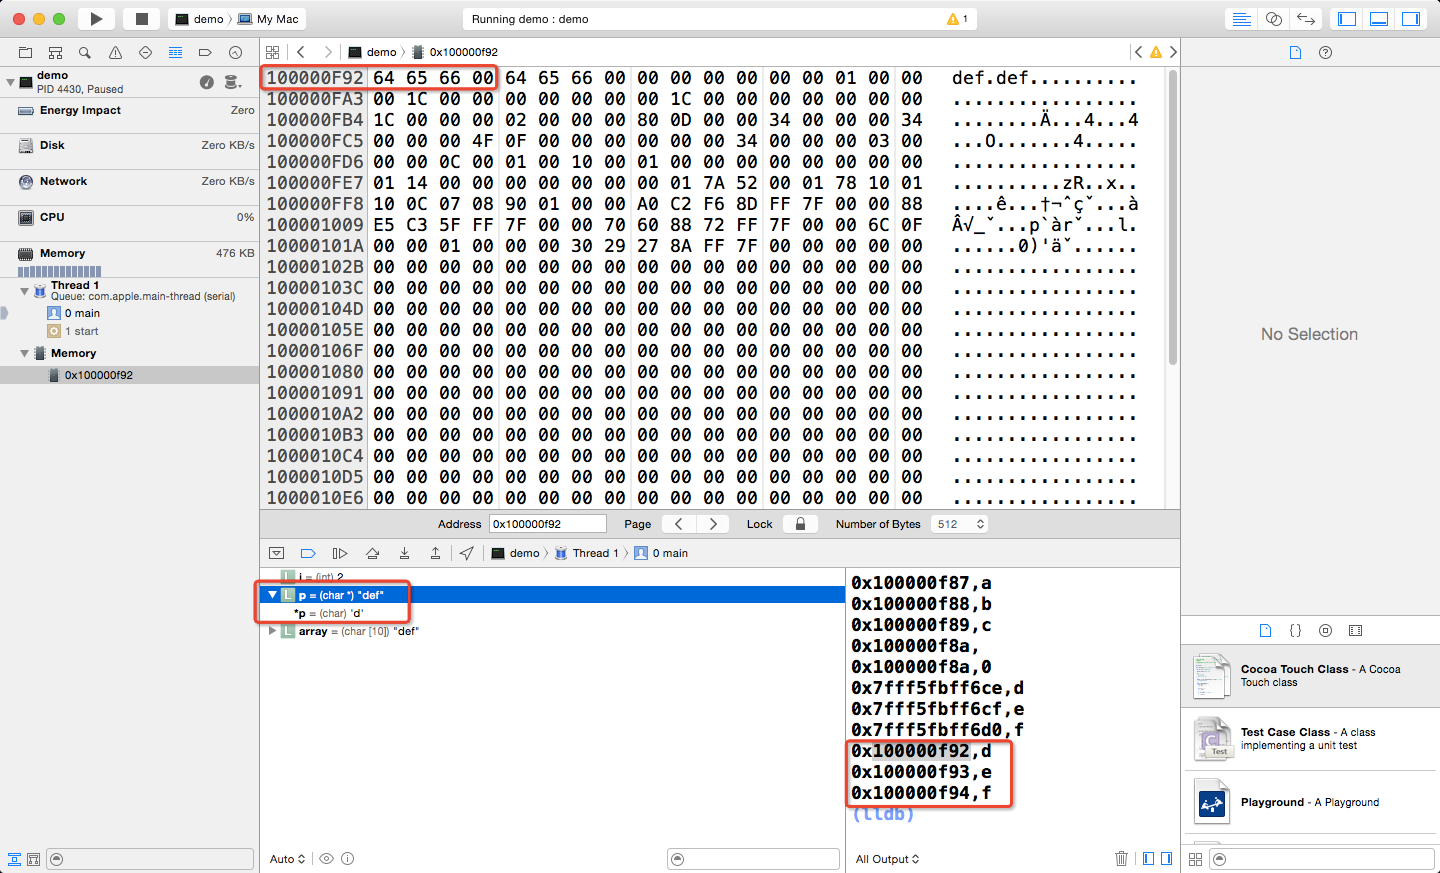 demo 〉 My Mac
Running demo : demo
1
demo 〉 0x100000f92
demo
PID 4430, Paused
Energy Impact Zero
Disk Zero KB/s
Network Zero KB/s
CPU 0%
Memory 476 KB
Thread 1
Queue: com.apple.main-thread (serial)
0 main
1 start
Memory
0x100000f92
100000F92 64 65 66 00 64 65 66 00 00 00 00 00 00 00 01 00 00 def.def..........
100000FA3 00 1C 00 00 00 00 00 00 00 1C 00 00 00 00 00 00 00 .................
100000FB4 1C 00 00 00 02 00 00 00 80 0D 00 00 34 00 00 00 34 ........Ä...4...4
100000FC5 00 00 00 4F 0F 00 00 00 00 00 00 34 00 00 00 03 00 ...O.......4.....
100000FD6 00 00 0C 00 01 00 10 00 01 00 00 00 00 00 00 00 00 .................
100000FE7 01 14 00 00 00 00 00 00 00 01 7A 52 00 01 78 10 01 ..........zR..x..
100000FF8 10 0C 07 08 90 01 00 00 A0 C2 F6 8D FF 7F 00 00 88 ....ê...†¬ˆçˇ...à
100001009 E5 C3 5F FF 7F 00 00 70 60 88 72 FF 7F 00 00 6C 0F Â√_ˇ...p`àrˇ...l.
10000101A 00 00 01 00 00 00 30 29 27 8A FF 7F 00 00 00 00 00 ......0)'äˇ......
10000102B 00 00 00 00 00 00 00 00 00 00 00 00 00 00 00 00 00 .................
10000103C 00 00 00 00 00 00 00 00 00 00 00 00 00 00 00 00 00 .................
10000104D 00 00 00 00 00 00 00 00 00 00 00 00 00 00 00 00 00 .................
10000105E 00 00 00 00 00 00 00 00 00 00 00 00 00 00 00 00 00 .................
10000106F 00 00 00 00 00 00 00 00 00 00 00 00 00 00 00 00 00 .................
100001080 00 00 00 00 00 00 00 00 00 00 00 00 00 00 00 00 00 .................
100001091 00 00 00 00 00 00 00 00 00 00 00 00 00 00 00 00 00 .................
1000010A2 00 00 00 00 00 00 00 00 00 00 00 00 00 00 00 00 00 .................
1000010B3 00 00 00 00 00 00 00 00 00 00 00 00 00 00 00 00 00 .................
1000010C4 00 00 00 00 00 00 00 00 00 00 00 00 00 00 00 00 00 .................
1000010D5 00 00 00 00 00 00 00 00 00 00 00 00 00 00 00 00 00 .................
1000010E6 00 00 00 00 00 00 00 00 00 00 00 00 00 00 00 00 00 .................
Address 0x100000f92 Page Lock Number of Bytes 512
demo 〉 Thread 1 〉 0 main
L i = (int) 2
L p = (char *) "def"
*p = (char) 'd'
L array = (char [10]) "def"
Auto
0x100000f87,a
0x100000f88,b
0x100000f89,c
0x100000f8a,
0x100000f8a,0
0x7fff5fbff6ce,d
0x7fff5fbff6cf,e
0x7fff5fbff6d0,f
0x100000f92,d
0x100000f93,e
0x100000f94,f
(lldb)
All Output
No Selection
{ }
Cocoa Touch Class - A Cocoa
Touch class
Test Case Class - A class
implementing a unit test
C
Test
Playground - A Playground